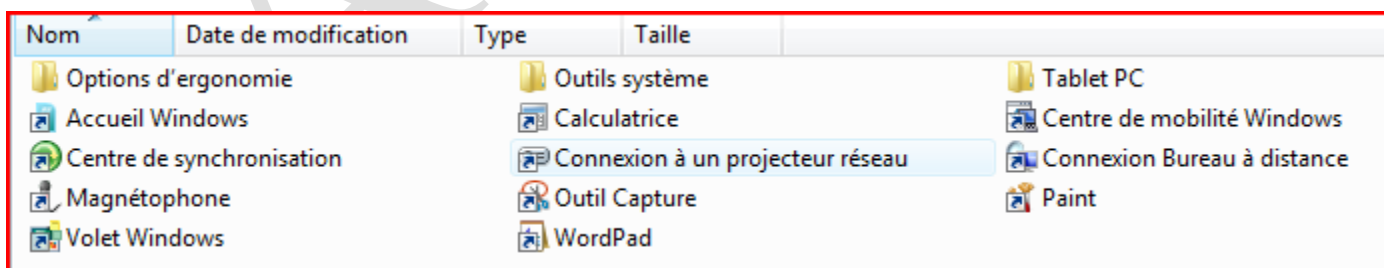 Nom Date de modification Type Taille
Options d'ergonomie Outils système Tablet PC
Accueil Windows Calculatrice Centre de mobilité Windows
Centre de synchronisation Connexion à un projecteur réseau Connexion Bureau à distance
Magnétophone Outil Capture Paint
Volet Windows WordPad